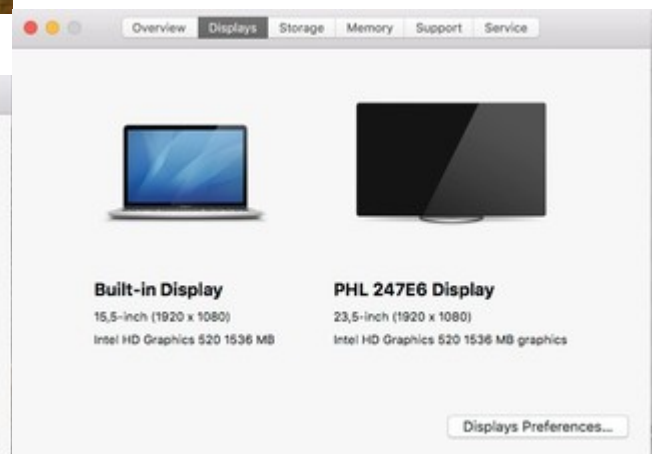 Overview Displays Storage Memory Support Service
Built-in Display
15,5-inch (1920 x 1080)
Intel HD Graphics 520 1536 MB
PHL 247E6 Display
23,5-inch (1920 x 1080)
Intel HD Graphics 520 1536 MB graphics
Displays Preferences...